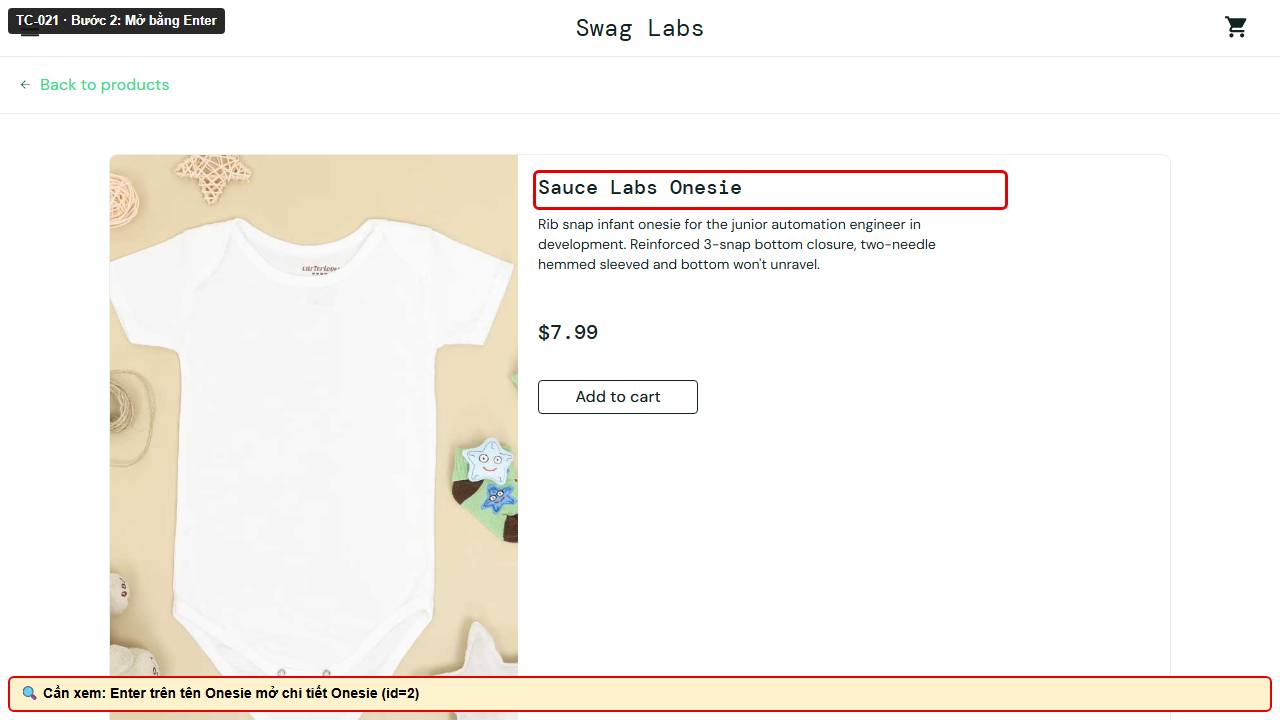 TC-021 · Bước 2: Mở bằng Enter
Swag Labs
Back to products
Sauce Labs Onesie
Rib snap infant onesie for the junior automation engineer in
development. Reinforced 3-snap bottom closure, two-needle
hemmed sleeved and bottom won't unravel.
$7.99
Add to cart
Cần xem: Enter trên tên Onesie mở chi tiết Onesie (id=2)